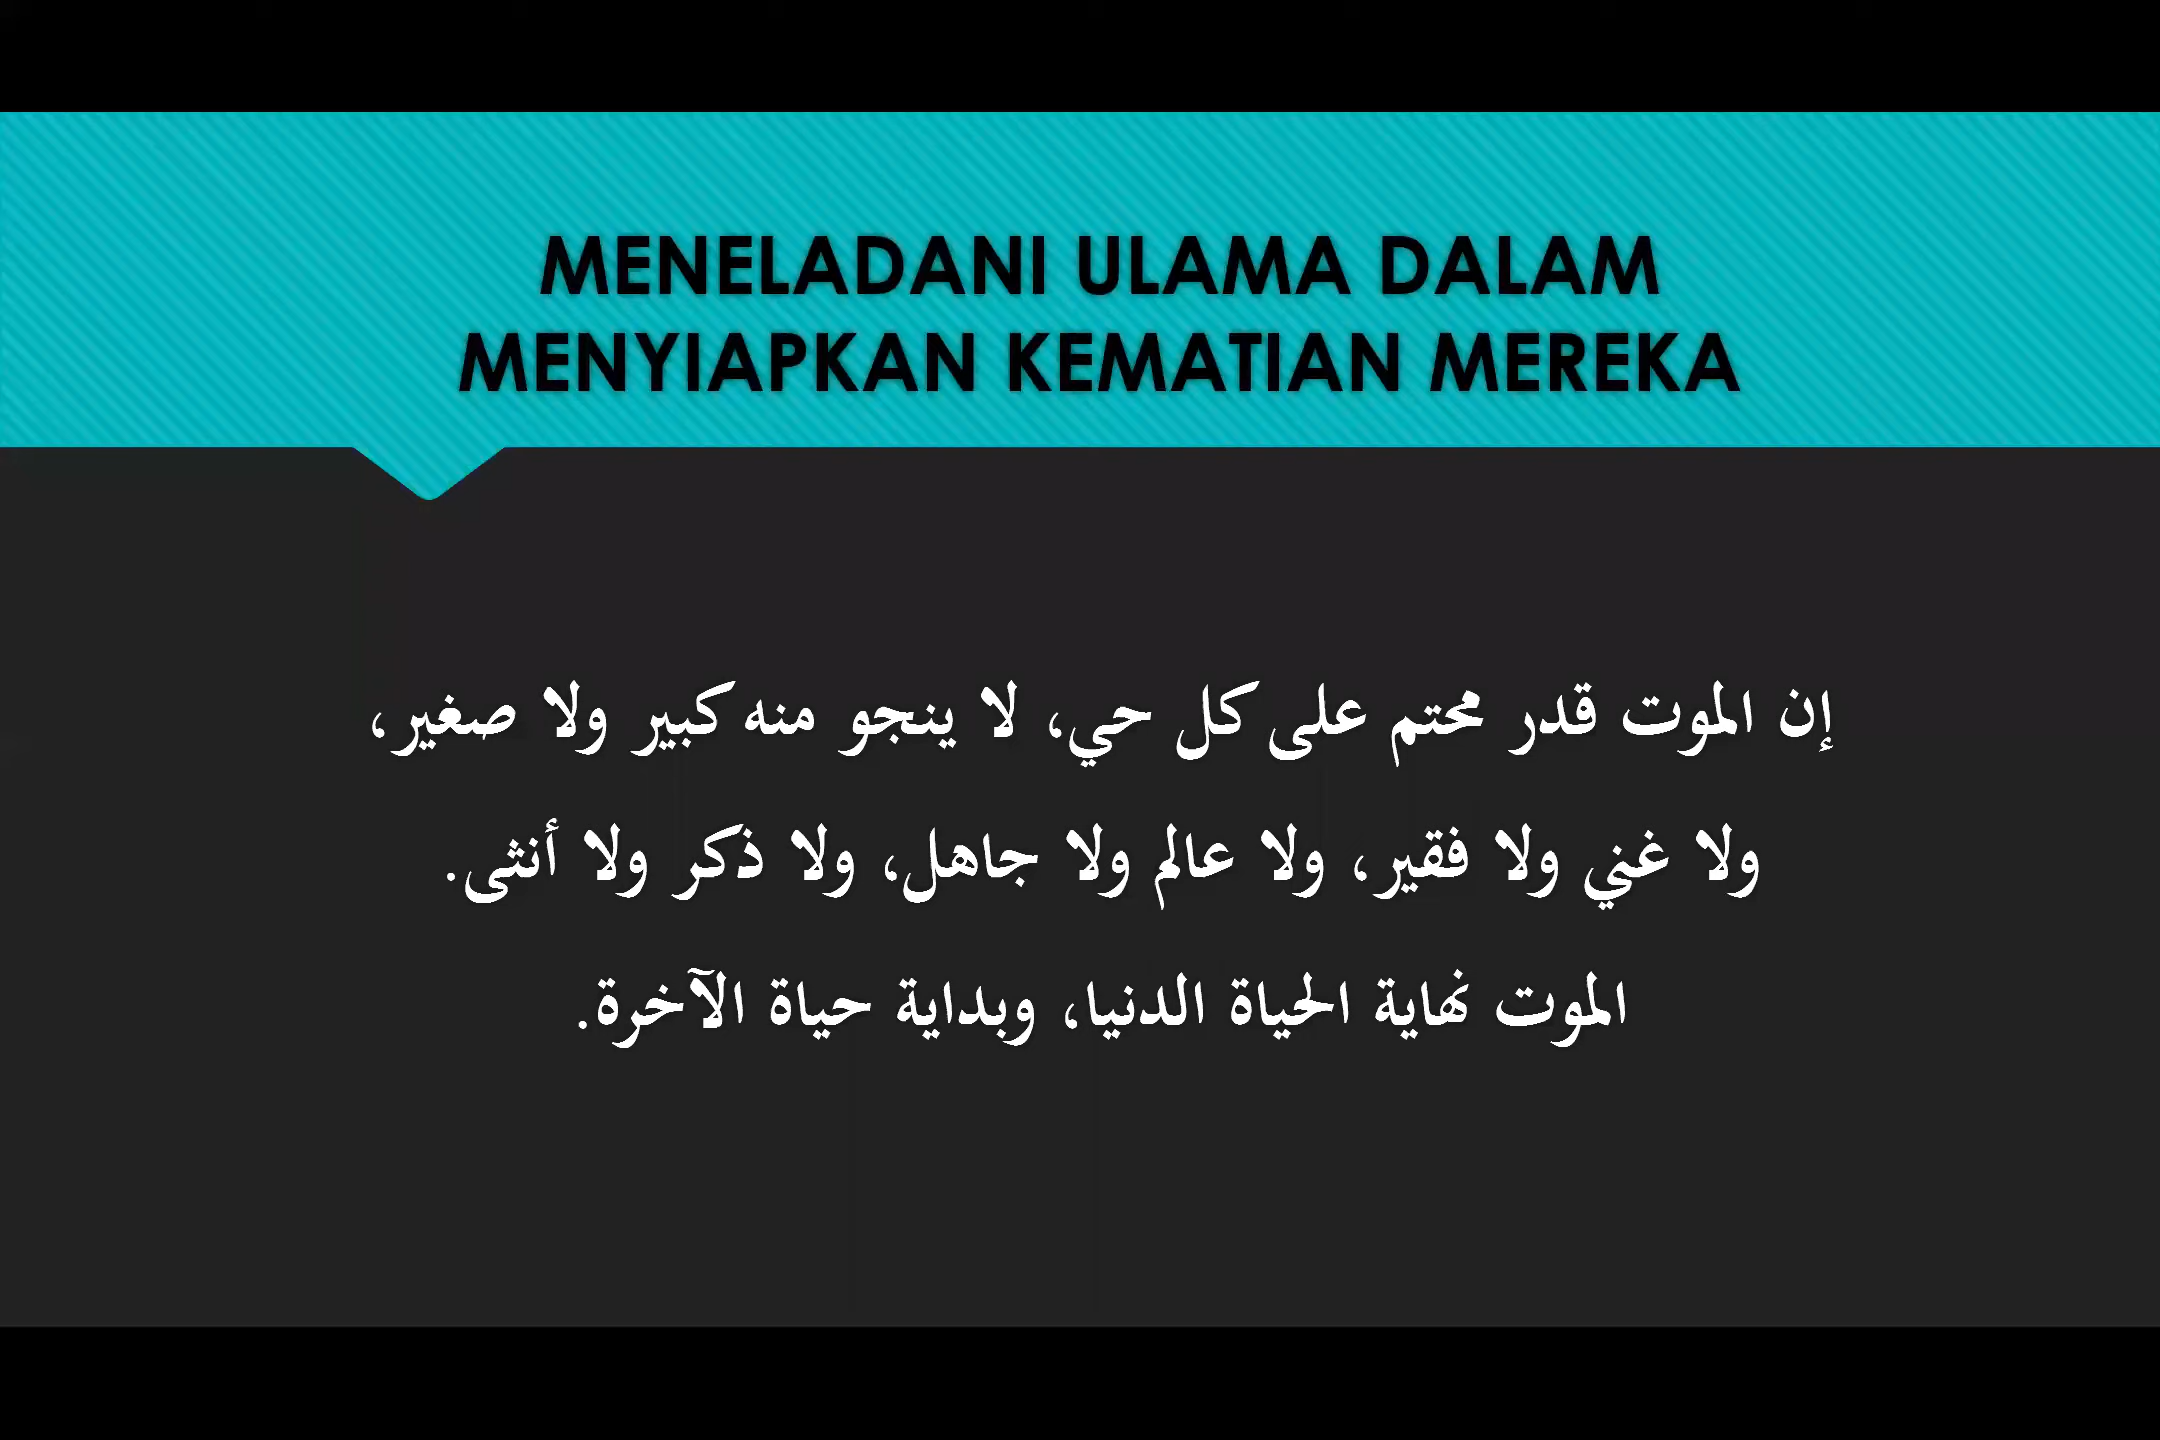 MENELADANI ULAMA DALAM
MENYIAPKAN KEMATIAN MEREKA
إن الموت قدر محتم على كل حي، لا ينجو منه كبير ولا صغير،
ولا غني ولا فقير، ولا عالم ولا جاهل، ولا ذكر ولا أنثى.
الموت نهاية الحياة الدنيا، وبداية حياة الآخرة.